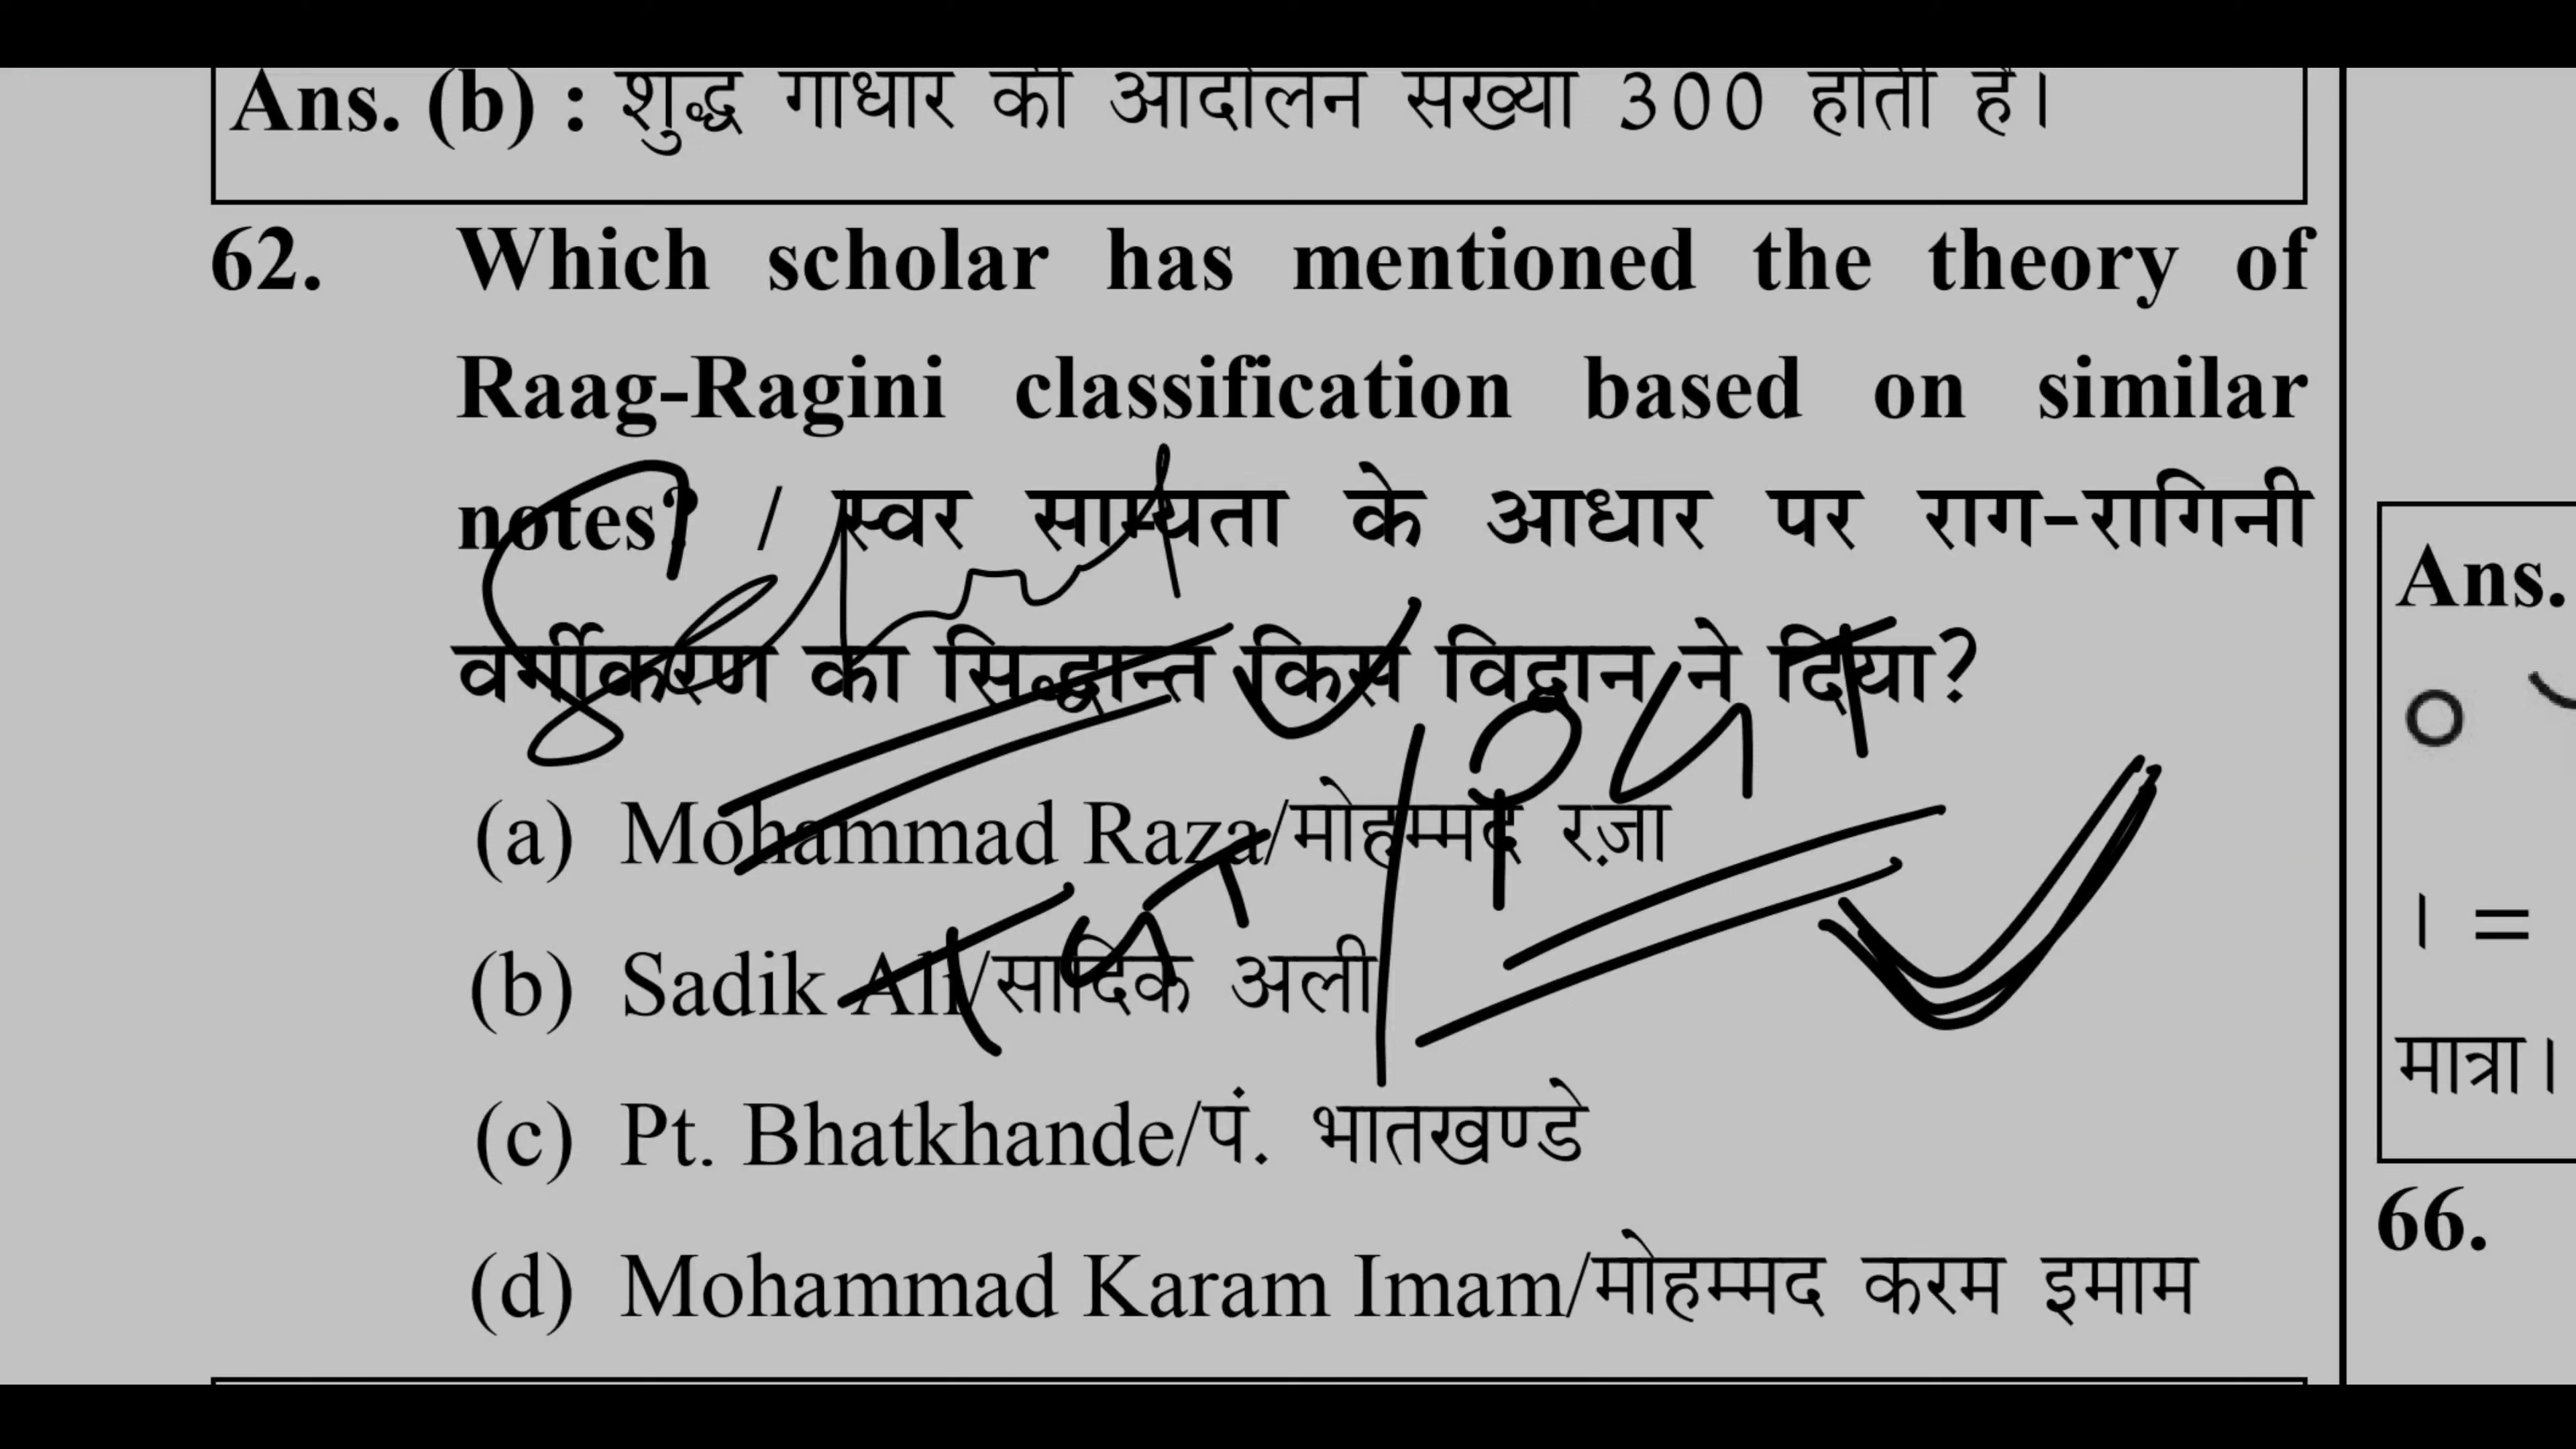 Ans. (b) : शुद्ध गांधार की आंदोलन संख्या 300 होती है।
62. Which scholar has mentioned the theory of
Raag-Ragini classification based on similar
notes? / स्वर साम्यता के आधार पर राग-रागिनी
वर्गीकरण का सिद्धान्त किस विद्वान ने दिया?
(a) Mohammad Raza/मोहम्मद रज़ा
(b) Sadik Ali/सादिक अली
(c) Pt. Bhatkhande/पं. भातखण्डे
(d) Mohammad Karam Imam/मोहम्मद करम इमाम
Ans.
। =
मात्रा।
66.